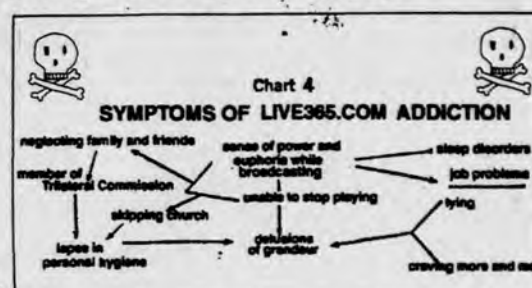 Chart 4
SYMPTOMS OF LIVE365.COM ADDICTION
neglecting family and friends
sense of power and
euphoria while
broadcasting
sleep disorders
job problems
member of
Trilateral Commission
unable to stop playing
lying
skipping church
lapse in
personal hygiene
delusions
of grandeur
craving more and